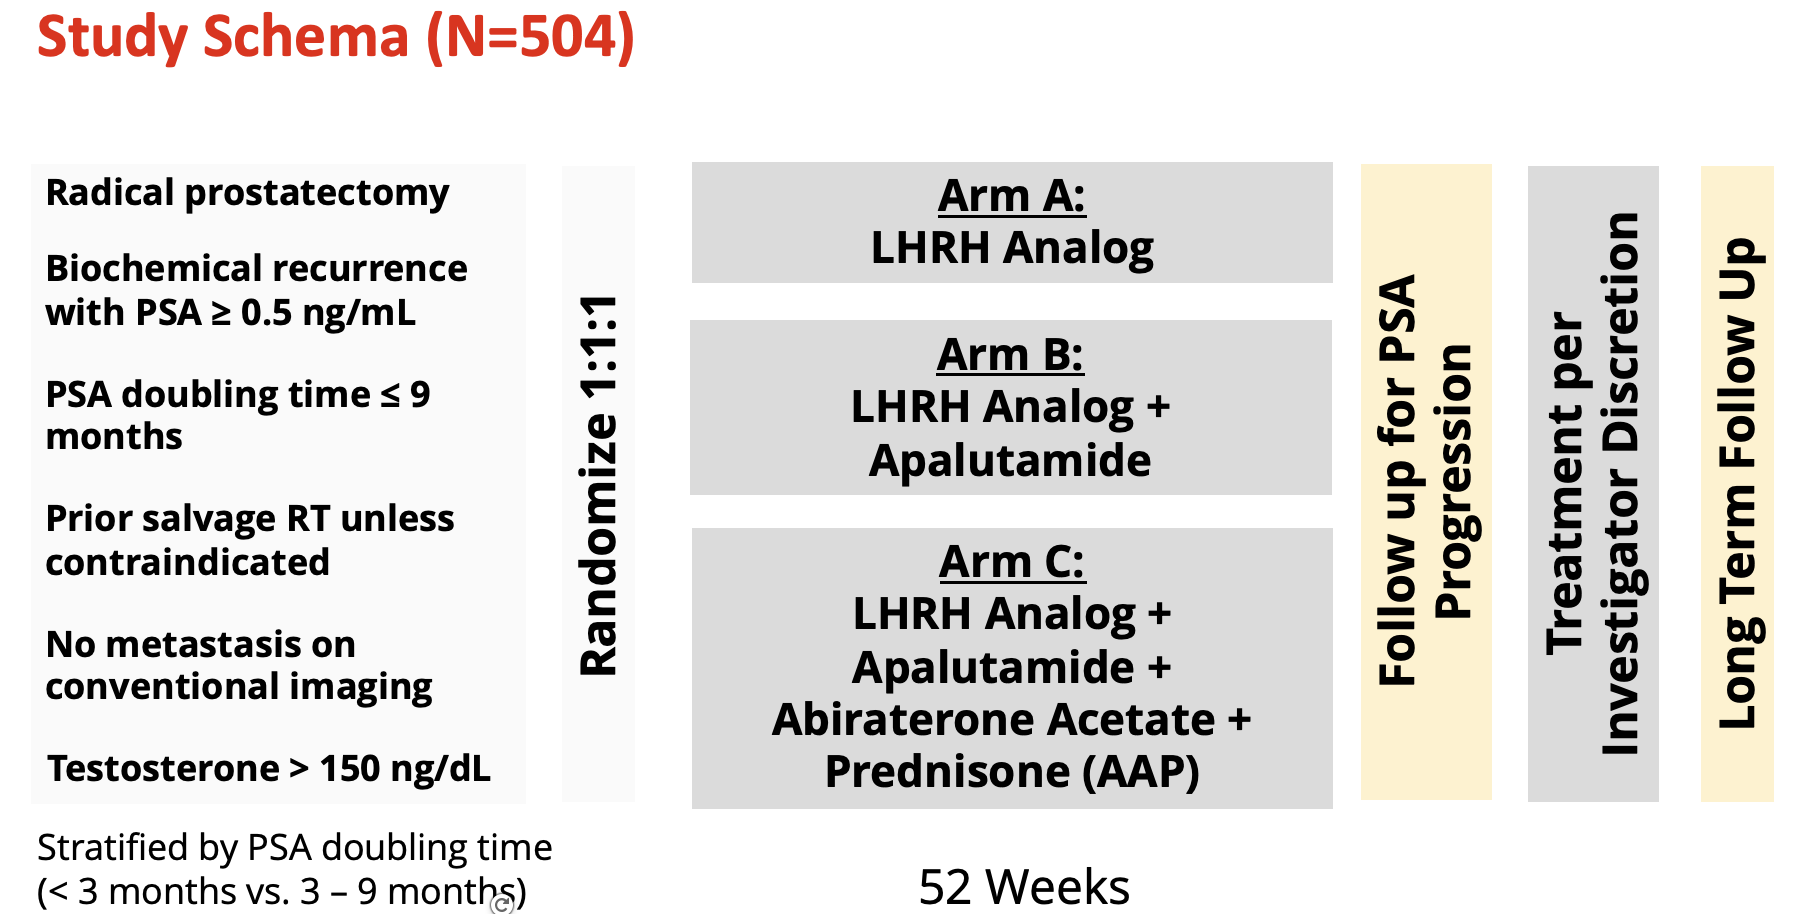 Study Schema (N=504)
Radical prostatectomy
Biochemical recurrence
with PSA ≥ 0.5 ng/mL
PSA doubling time ≤ 9
months
Prior salvage RT unless
contraindicated
No metastasis on
conventional imaging
Testosterone > 150 ng/dL
Stratified by PSA doubling time
(< 3 months vs. 3 – 9 months)
Randomize 1:1:1
Arm A:
LHRH Analog
Arm B:
LHRH Analog +
Apalutamide
Arm C:
LHRH Analog +
Apalutamide +
Abiraterone Acetate +
Prednisone (AAP)
52 Weeks
Follow up for PSA
Progression
Treatment per
Investigator Discretion
Long Term Follow Up